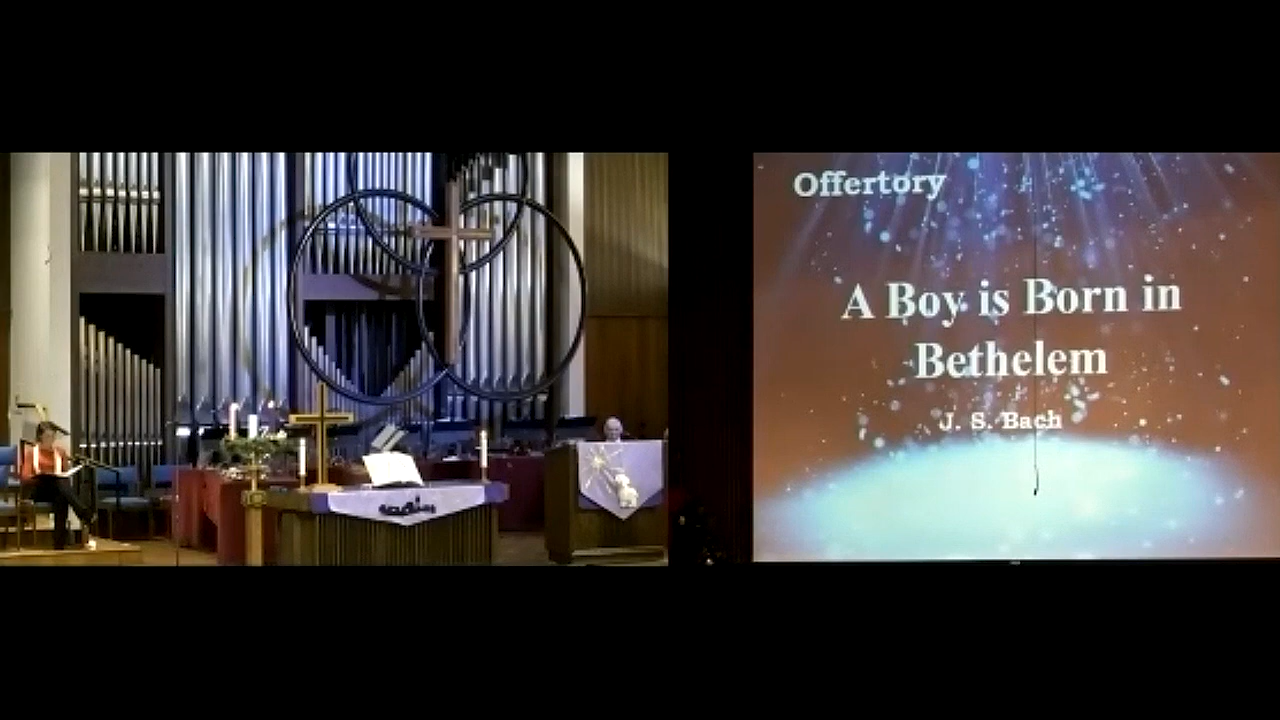 Offertory
A Boy is Born in
Bethelem
J. S. Bach